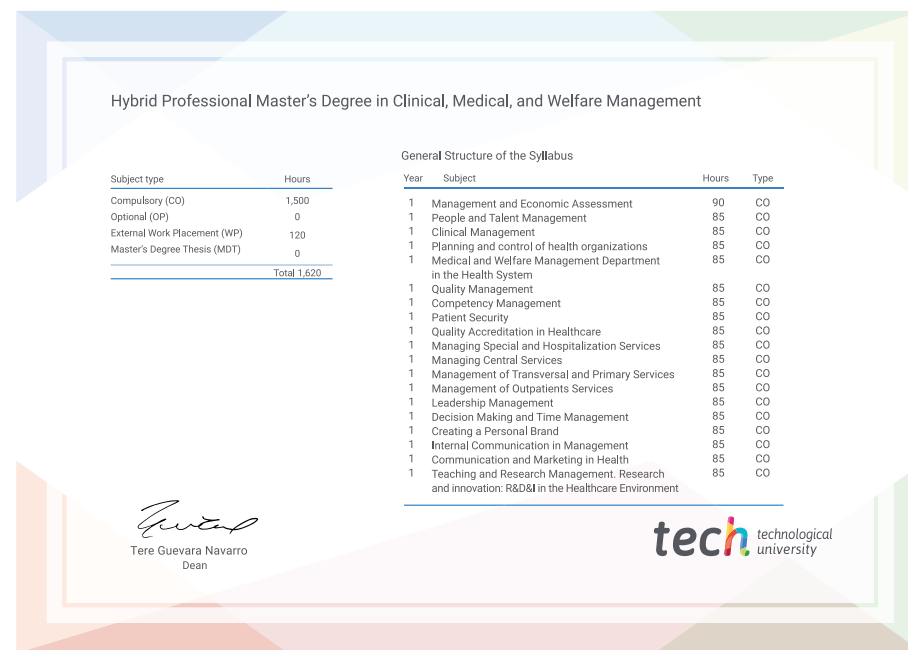 Hybrid Professional Master's Degree in Clinical, Medical, and Welfare Management
Subject type Hours
Compulsory (CO) 1,500
Optional (OP) 0
External Work Placement (WP) 120
Master's Degree Thesis (MDT) 0
Total 1,620
General Structure of the Syllabus
Year Subject Hours Type
1 Management and Economic Assessment 90 CO
1 People and Talent Management 85 CO
1 Clinical Management 85 CO
1 Planning and control of health organizations 85 CO
1 Medical and Welfare Management Department 85 CO
in the Health System
1 Quality Management 85 CO
1 Competency Management 85 CO
1 Patient Security 85 CO
1 Quality Accreditation in Healthcare 85 CO
1 Managing Special and Hospitalization Services 85 CO
1 Managing Central Services 85 CO
1 Management of Transversal and Primary Services 85 CO
1 Management of Outpatients Services 85 CO
1 Leadership Management 85 CO
1 Decision Making and Time Management 85 CO
1 Creating a Personal Brand 85 CO
1 Internal Communication in Management 85 CO
1 Communication and Marketing in Health 85 CO
1 Teaching and Research Management. Research 85 CO
and innovation: R&D&I in the Healthcare Environment
Tere Guevara Navarro
Dean
tech technological
university